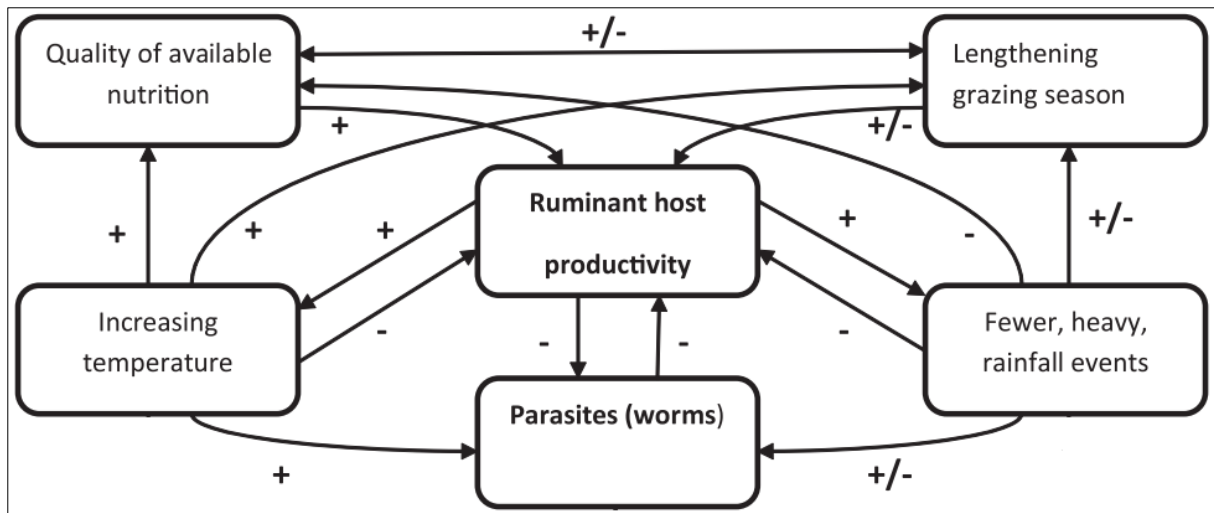 +/-
Quality of available
nutrition
Lengthening
grazing season
+
+/-
Ruminant host
productivity
+
+
+
+
-
+/-
Increasing
temperature
-
-
Fewer, heavy,
rainfall events
-
-
Parasites (worms)
+
+/-